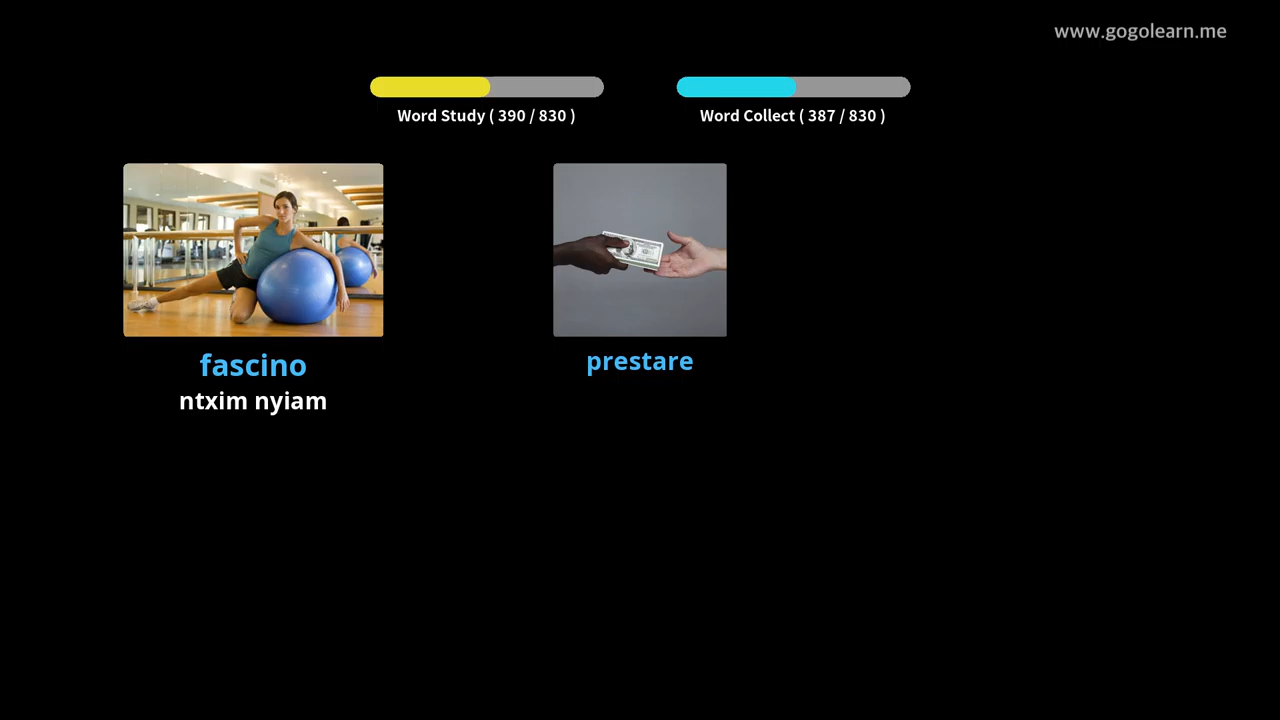 www.gogolearn.me
Word Study ( 390 / 830 )
Word Collect ( 387 / 830 )
fascino
ntxim nyiam
prestare